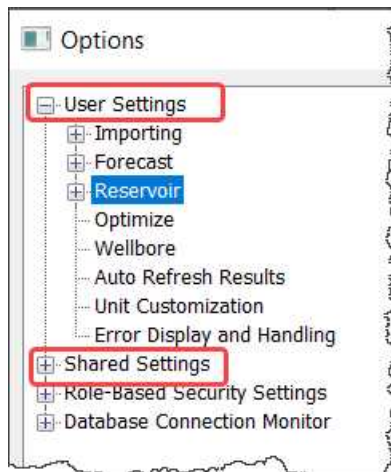 Options
User Settings
Importing
Forecast
Reservoir
Optimize
Wellbore
Auto Refresh Results
Unit Customization
Error Display and Handling
Shared Settings
Role-Based Security Settings
Database Connection Monitor